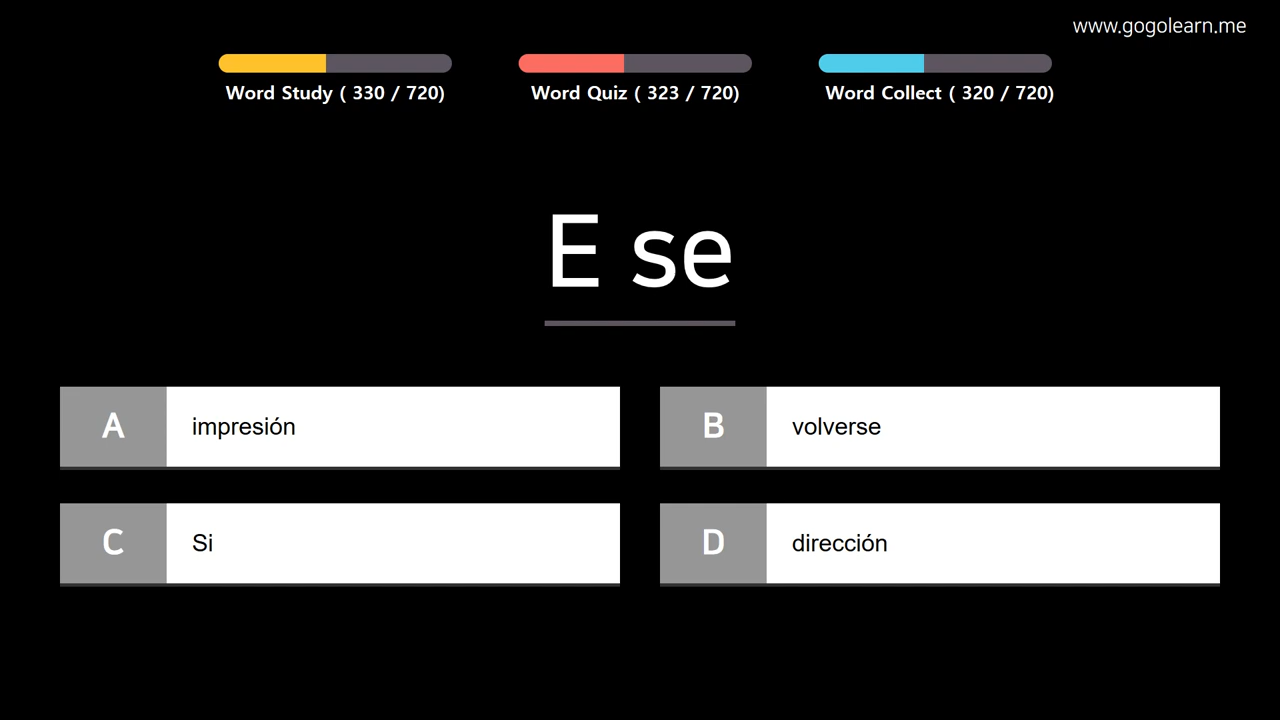 www.gogolearn.me
Word Study ( 330 / 720)
Word Quiz ( 323 / 720)
Word Collect ( 320 / 720)
E se
A impresión
B volverse
C Si
D dirección